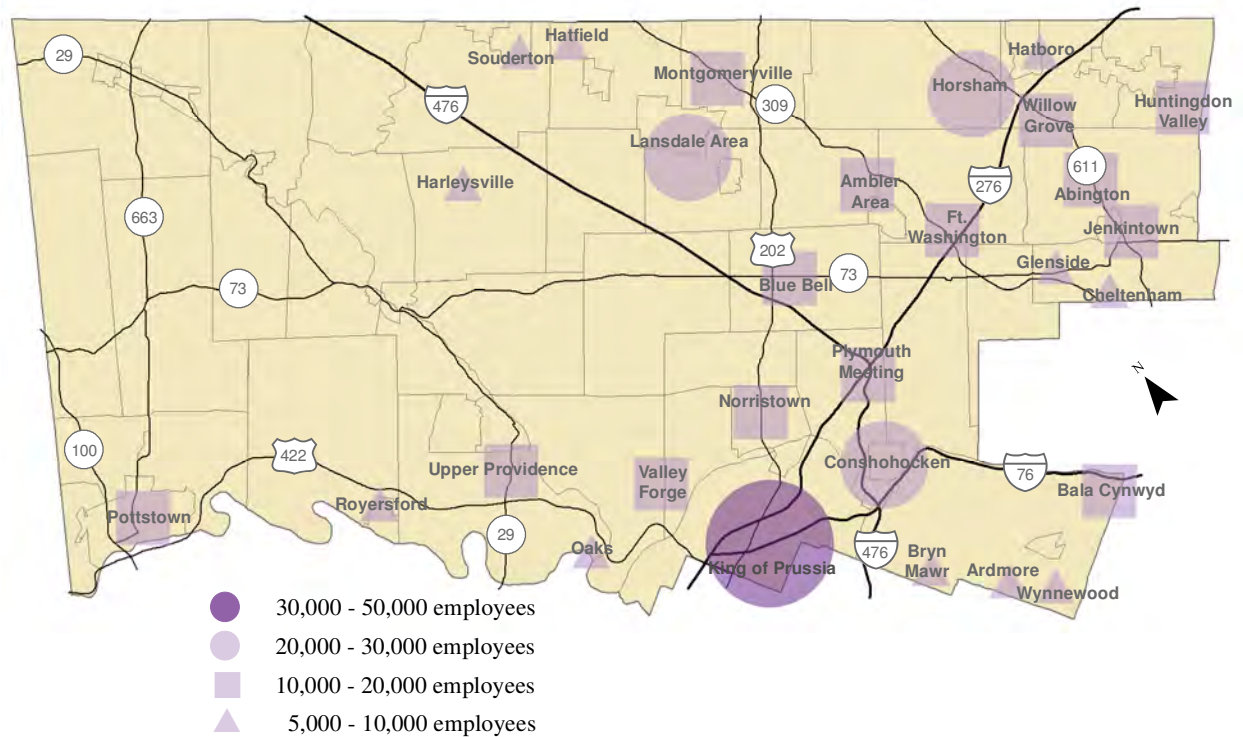 29
Hatfield
Souderton
Hatboro
Montgomeryville
Horsham
476
309
Huntingdon
Valley
Willow
Grove
Lansdale Area
611
Harleysville
Ambler
Area
276
Abington
663
Ft.
Washington
Jenkintown
202
Glenside
73
Blue Bell
73
Cheltenham
Plymouth
Meeting
N
Norristown
100
422
Upper Providence
Valley
Forge
Conshohocken
76
Bala Cynwyd
Pottstown
Royersford
29
Oaks
King of Prussia
476
Bryn
Mawr
Ardmore
Wynnewood
30,000 - 50,000 employees
20,000 - 30,000 employees
10,000 - 20,000 employees
5,000 - 10,000 employees